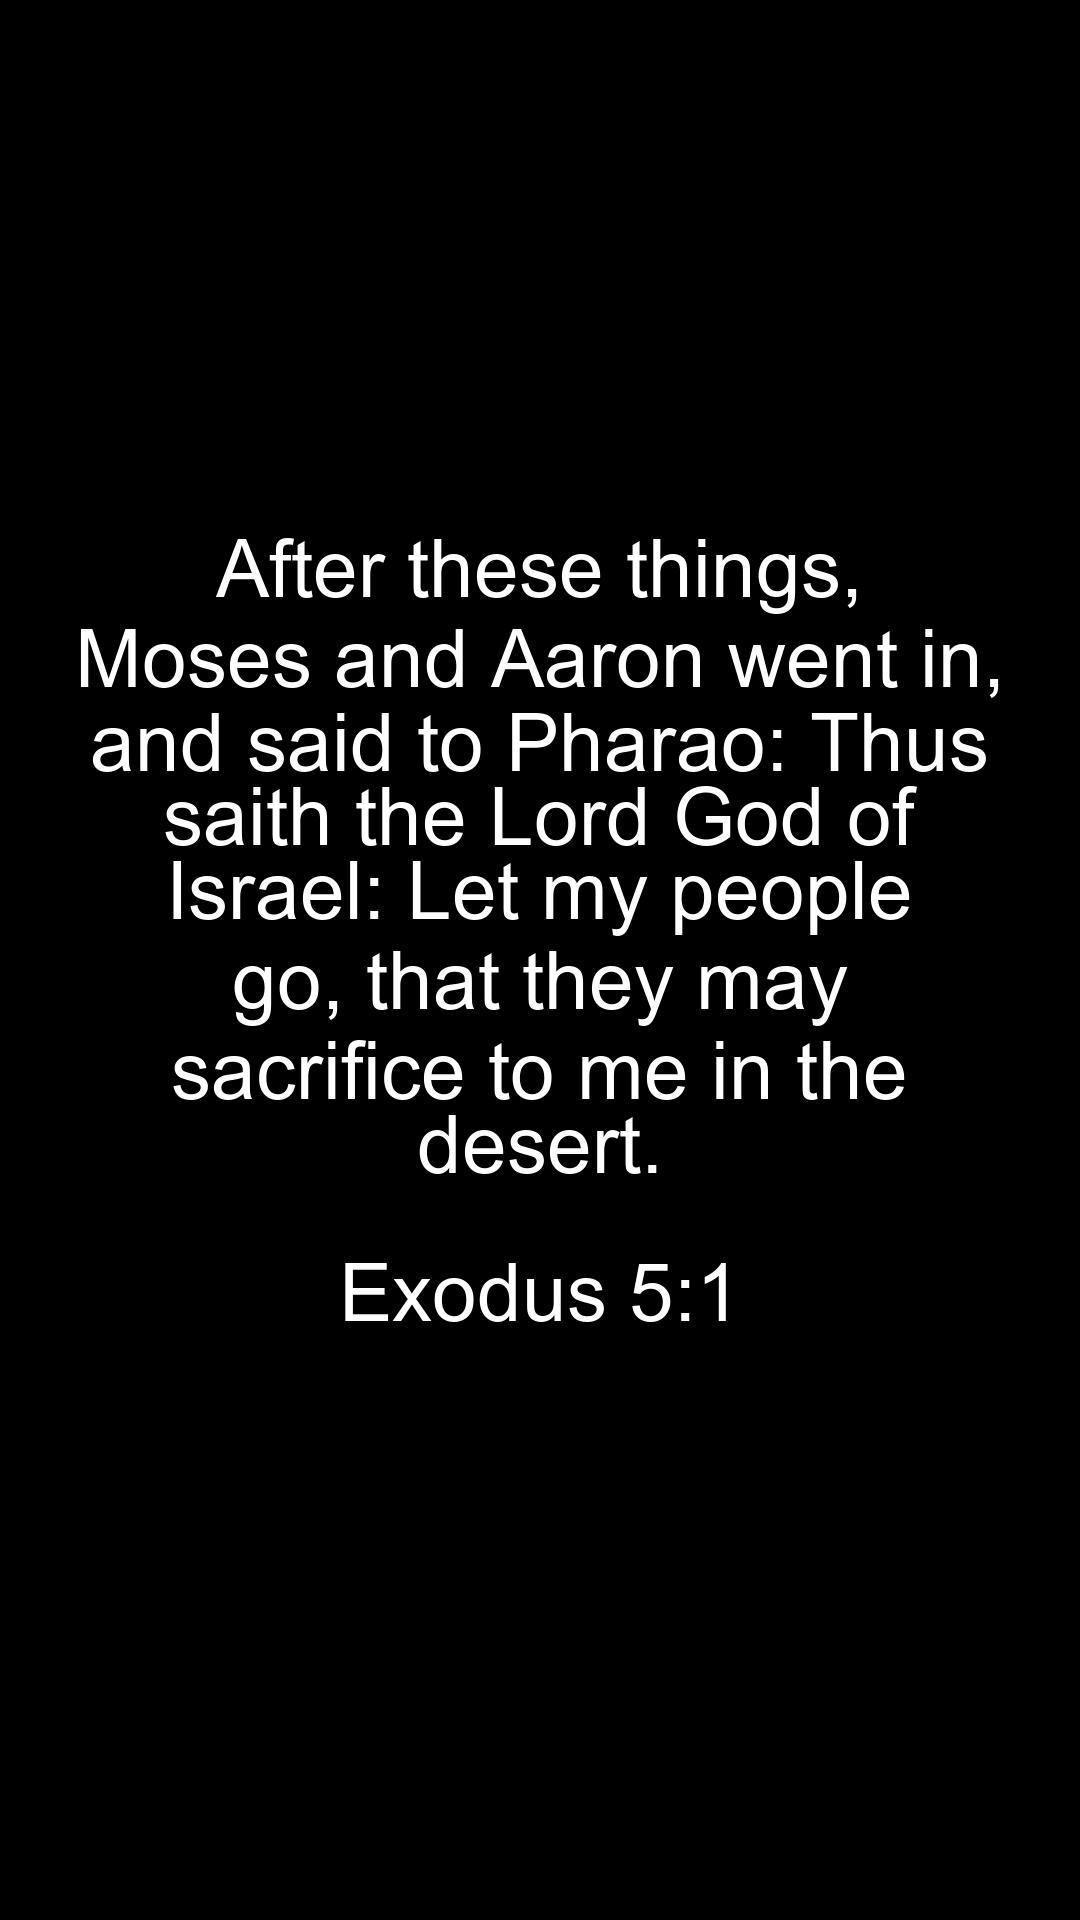 After these things,
Moses and Aaron went in,
and said to Pharao: Thus
saith the Lord God of
Israel: Let my people
go, that they may
sacrifice to me in the
desert.
Exodus 5:1